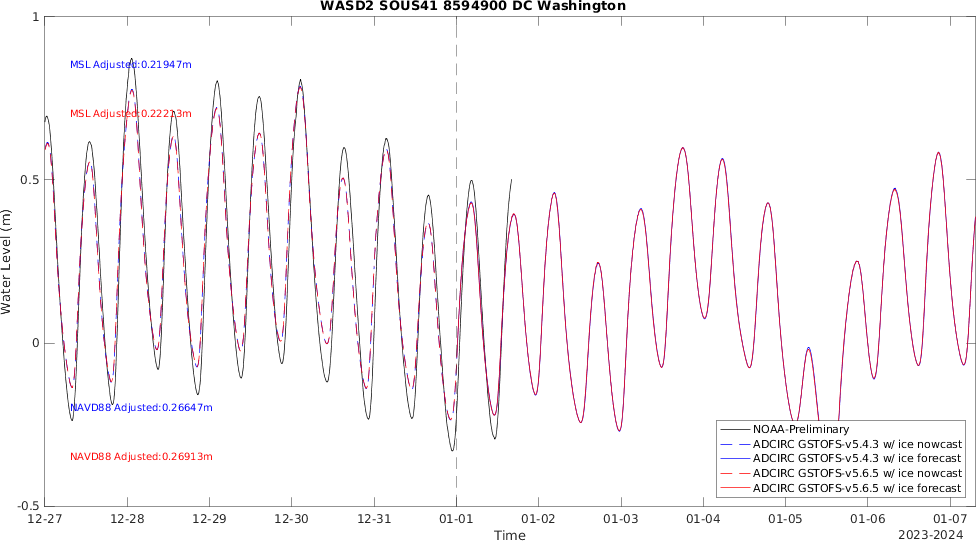 WASD2 SOUS41 8594900 DC Washington
1
MSL Adjusted:0.21947m
MSL Adjusted:0.22213m
0.5
Water Level (m)
0
NAVD88 Adjusted:0.26647m
NAVD88 Adjusted:0.26913m
NOAA-Preliminary
ADCIRC GSTOFS-v5.4.3 w/ ice nowcast
ADCIRC GSTOFS-v5.4.3 w/ ice forecast
ADCIRC GSTOFS-v5.6.5 w/ ice nowcast
ADCIRC GSTOFS-v5.6.5 w/ ice forecast
-0.5
12-27 12-28 12-29 12-30 12-31 01-01 01-02 01-03 01-04 01-05 01-06 01-07
Time
2023-2024